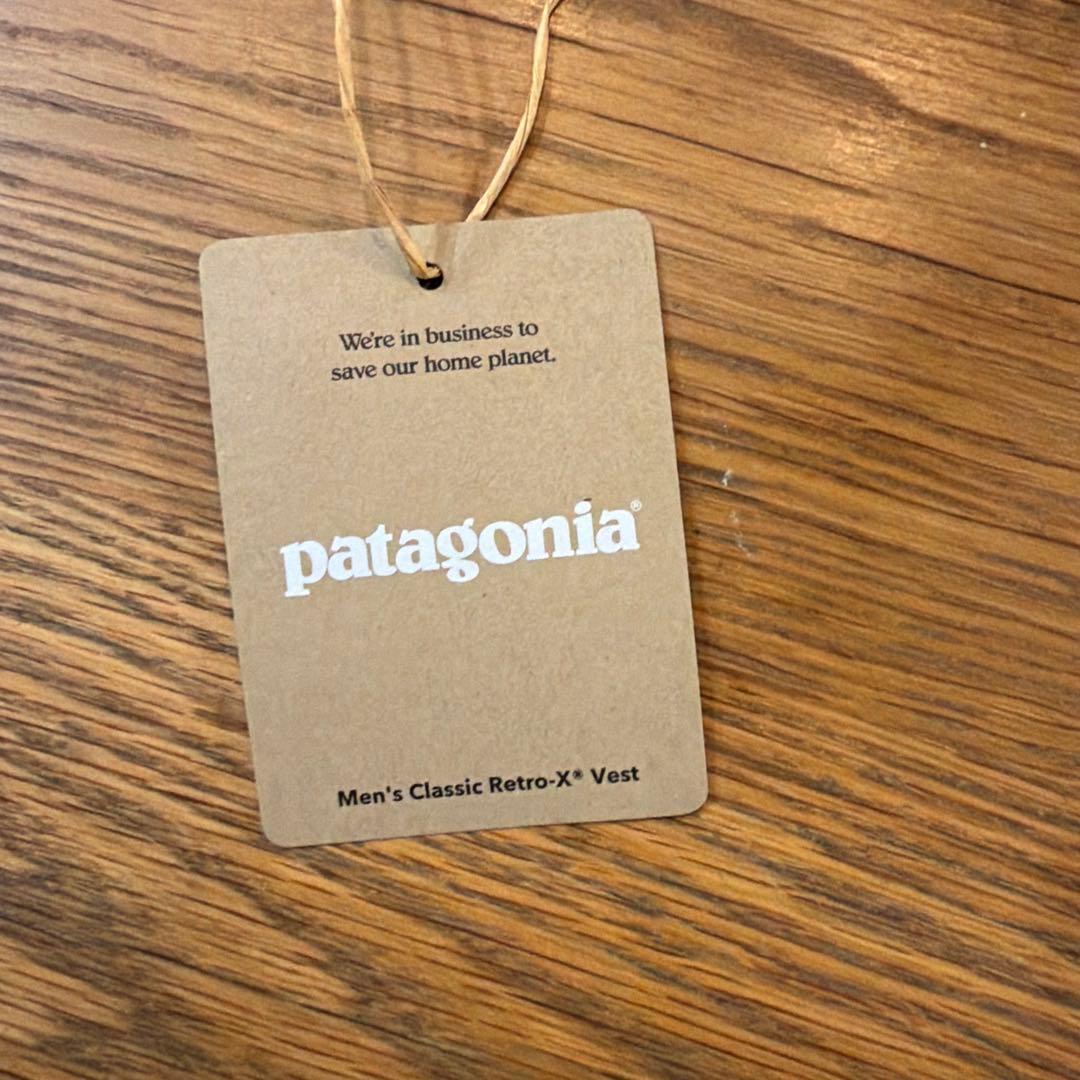 We're in business to
save our home planet.
patagonia®
Men's Classic Retro-X® Vest